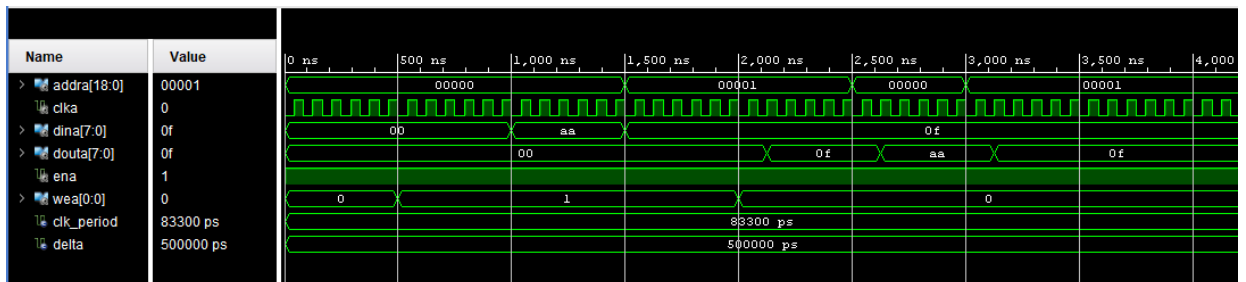 Name Value 0 ns 500 ns 1,000 ns 1,500 ns 2,000 ns 2,500 ns 3,000 ns 3,500 ns 4,000
> addra[18:0] 00001 00000 00001 00000 00001
clka 0
> dina[7:0] 0f 00 aa 0f
> douta[7:0] 0f 00 0f aa 0f
ena 1
> wea[0:0] 0 0 1 0
clk_period 83300 ps 83300 ps
delta 500000 ps 500000 ps